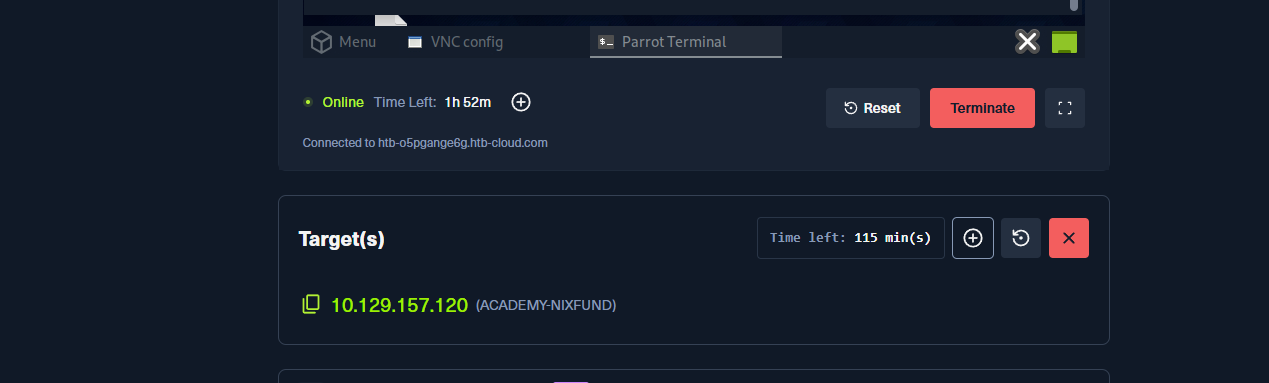 Menu VNC config Parrot Terminal
Online Time Left: 1h 52m Reset Terminate
Connected to htb-o5pgange6g.htb-cloud.com
Target(s) Time left: 115 min(s)
10.129.157.120 (ACADEMY-NIXFUND)